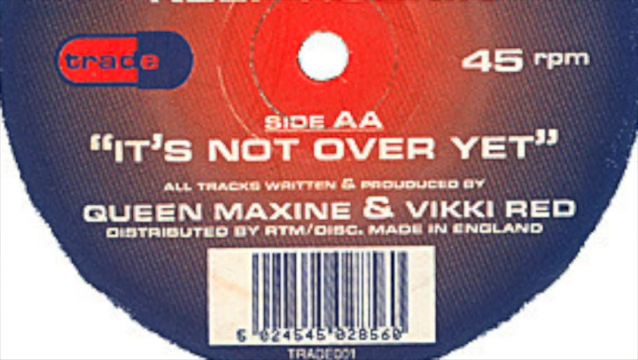 trade
45 rpm
SIDE AA
“IT'S NOT OVER YET”
ALL TRACKS WRITTEN & PROUDUCED BY
QUEEN MAXINE & VIKKI RED
DISTRIBUTED BY RTM/DISC. MADE IN ENGLAND
5 024545 028560
TRADE001